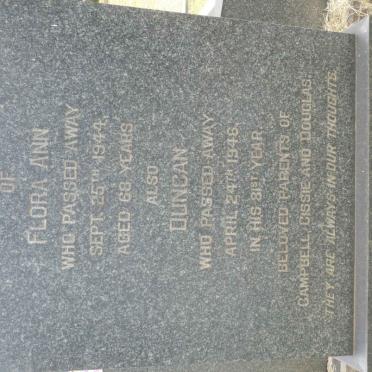 OF
FLORA ANN
WHO PASSED AWAY
SEPT. 25TH 1944,
AGED 68 YEARS
ALSO
DUNCAN
WHO PASSED AWAY
APRIL 24TH 1946,
IN HIS 81ST YEAR.
BELOVED PARENTS OF
CAMPBELL, CISSIE AND DOUGLAS.
THEY ARE ALWAYS IN OUR THOUGHTS.